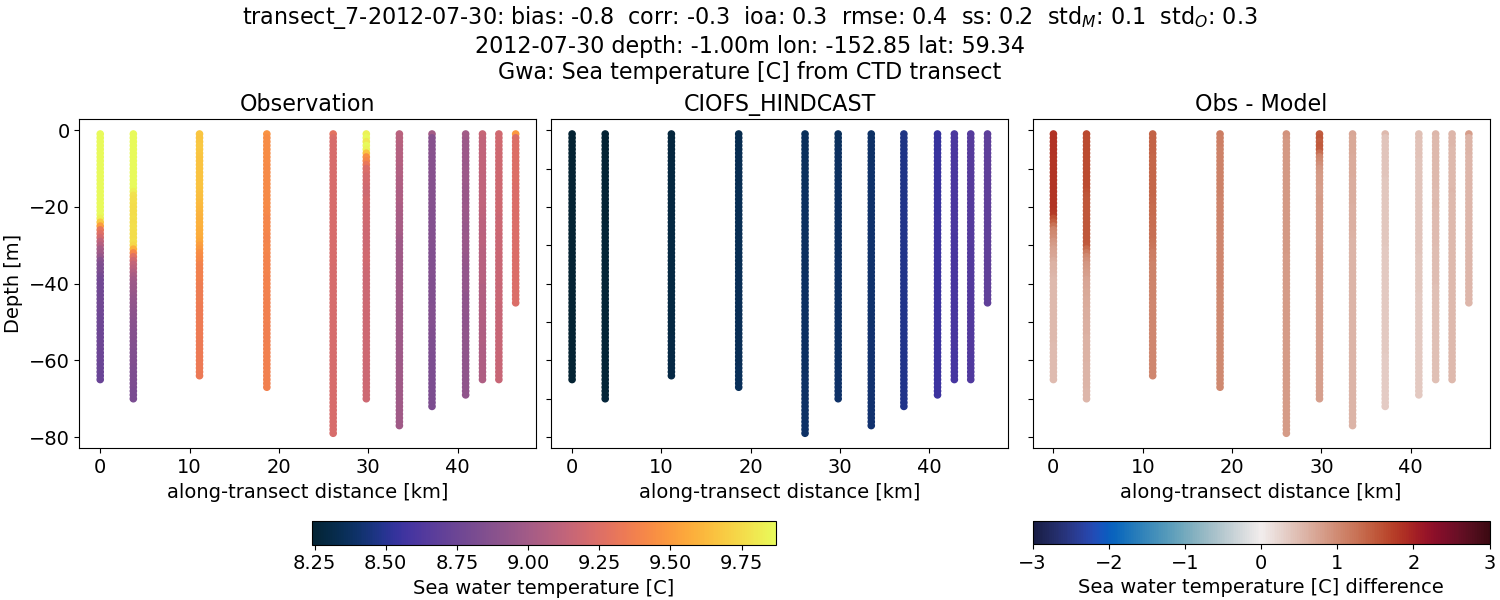 transect_7-2012-07-30: bias: -0.8 corr: -0.3 ioa: 0.3 rmse: 0.4 ss: 0.2 std_M: 0.1 std_O: 0.3
2012-07-30 depth: -1.00m lon: -152.85 lat: 59.34
Gwa: Sea temperature [C] from CTD transect
Observation
CIOFS_HINDCAST
Obs - Model
Depth [m]
0
−20
−40
−60
−80
0 10 20 30 40
0 10 20 30 40
0 10 20 30 40
along-transect distance [km]
along-transect distance [km]
along-transect distance [km]
8.25 8.50 8.75 9.00 9.25 9.50 9.75
Sea water temperature [C]
−3 −2 −1 0 1 2 3
Sea water temperature [C] difference